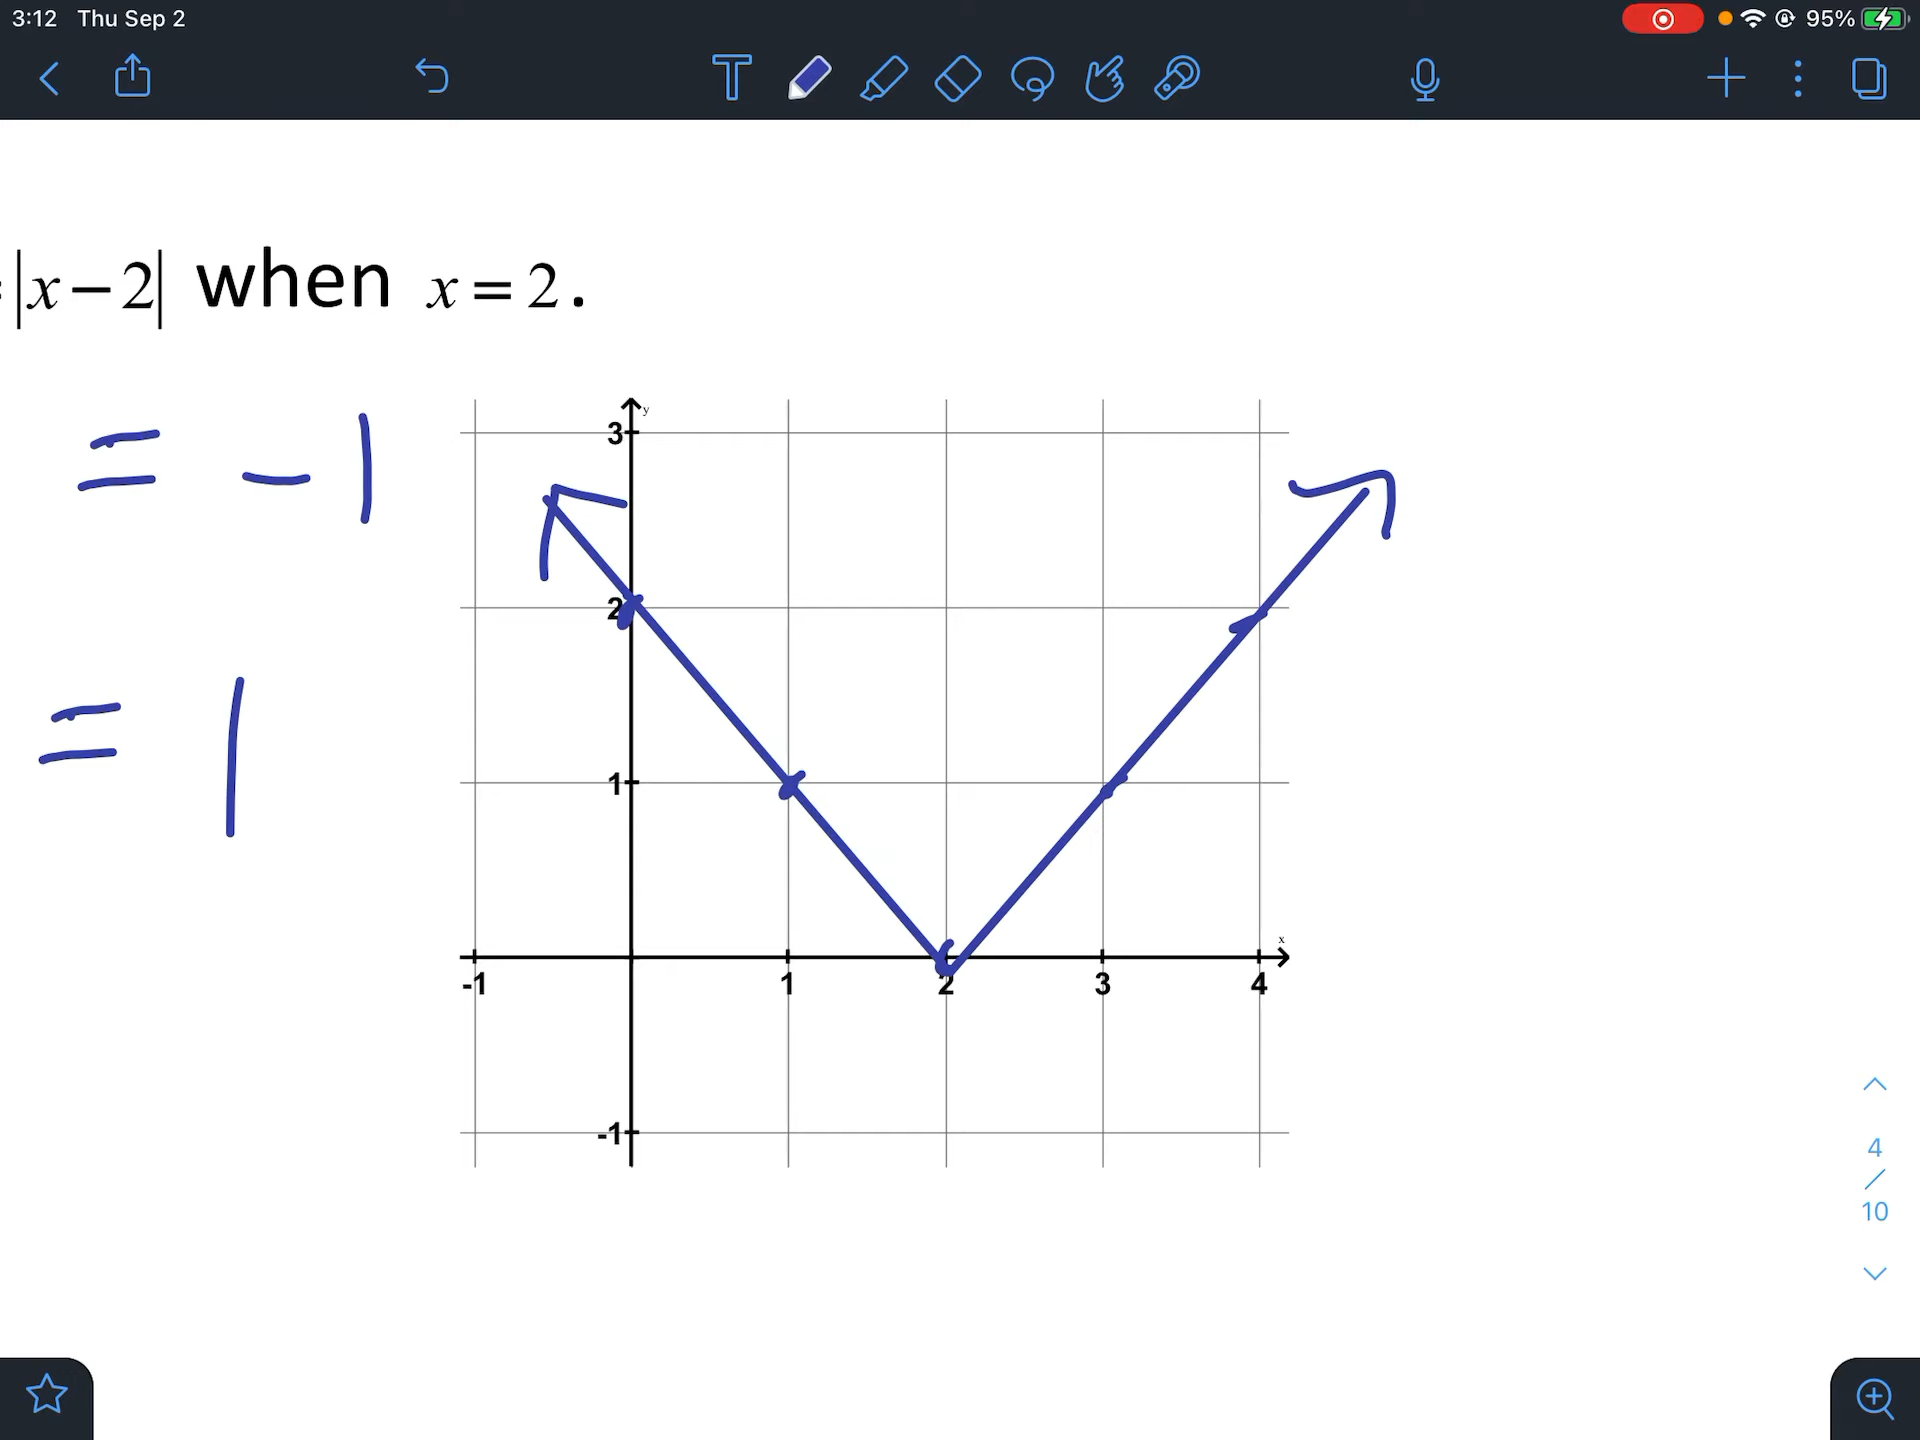 3:12 Thu Sep 2 95%
T
|x−2| when x=2.
= -1
= 1
y
3
2
1
x
-1 1 2 3 4
-1
4
/
10